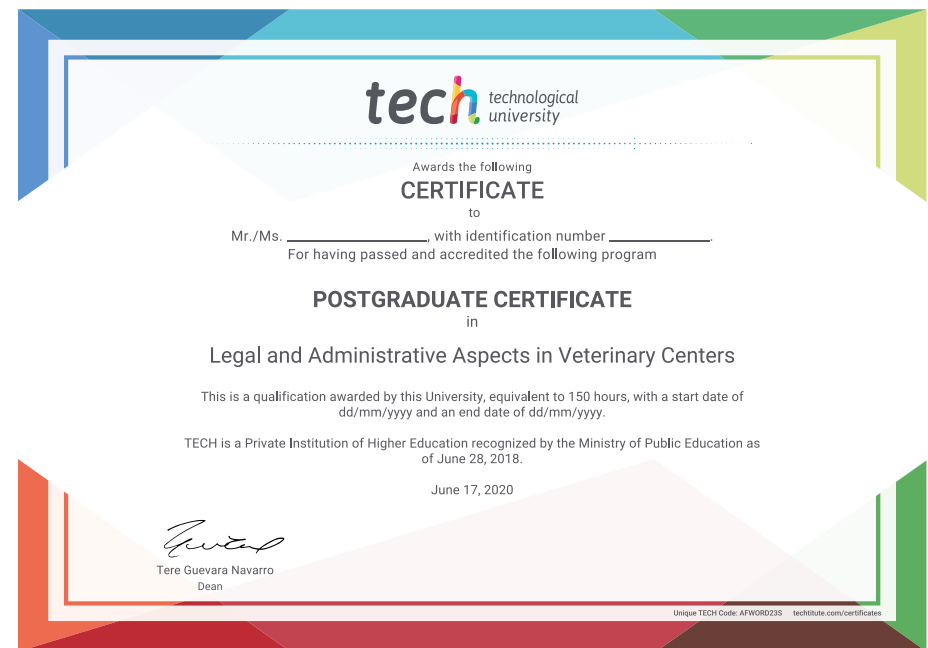 tech technological
university
Awards the following
CERTIFICATE
to
Mr./Ms. ____________, with identification number ____________.
For having passed and accredited the following program
POSTGRADUATE CERTIFICATE
in
Legal and Administrative Aspects in Veterinary Centers
This is a qualification awarded by this University, equivalent to 150 hours, with a start date of
dd/mm/yyyy and an end date of dd/mm/yyyy.
TECH is a Private Institution of Higher Education recognized by the Ministry of Public Education as
of June 28, 2018.
June 17, 2020
Tere Guevara Navarro
Dean
Unique TECH Code: AFWORD23S techtitute.com/certificates